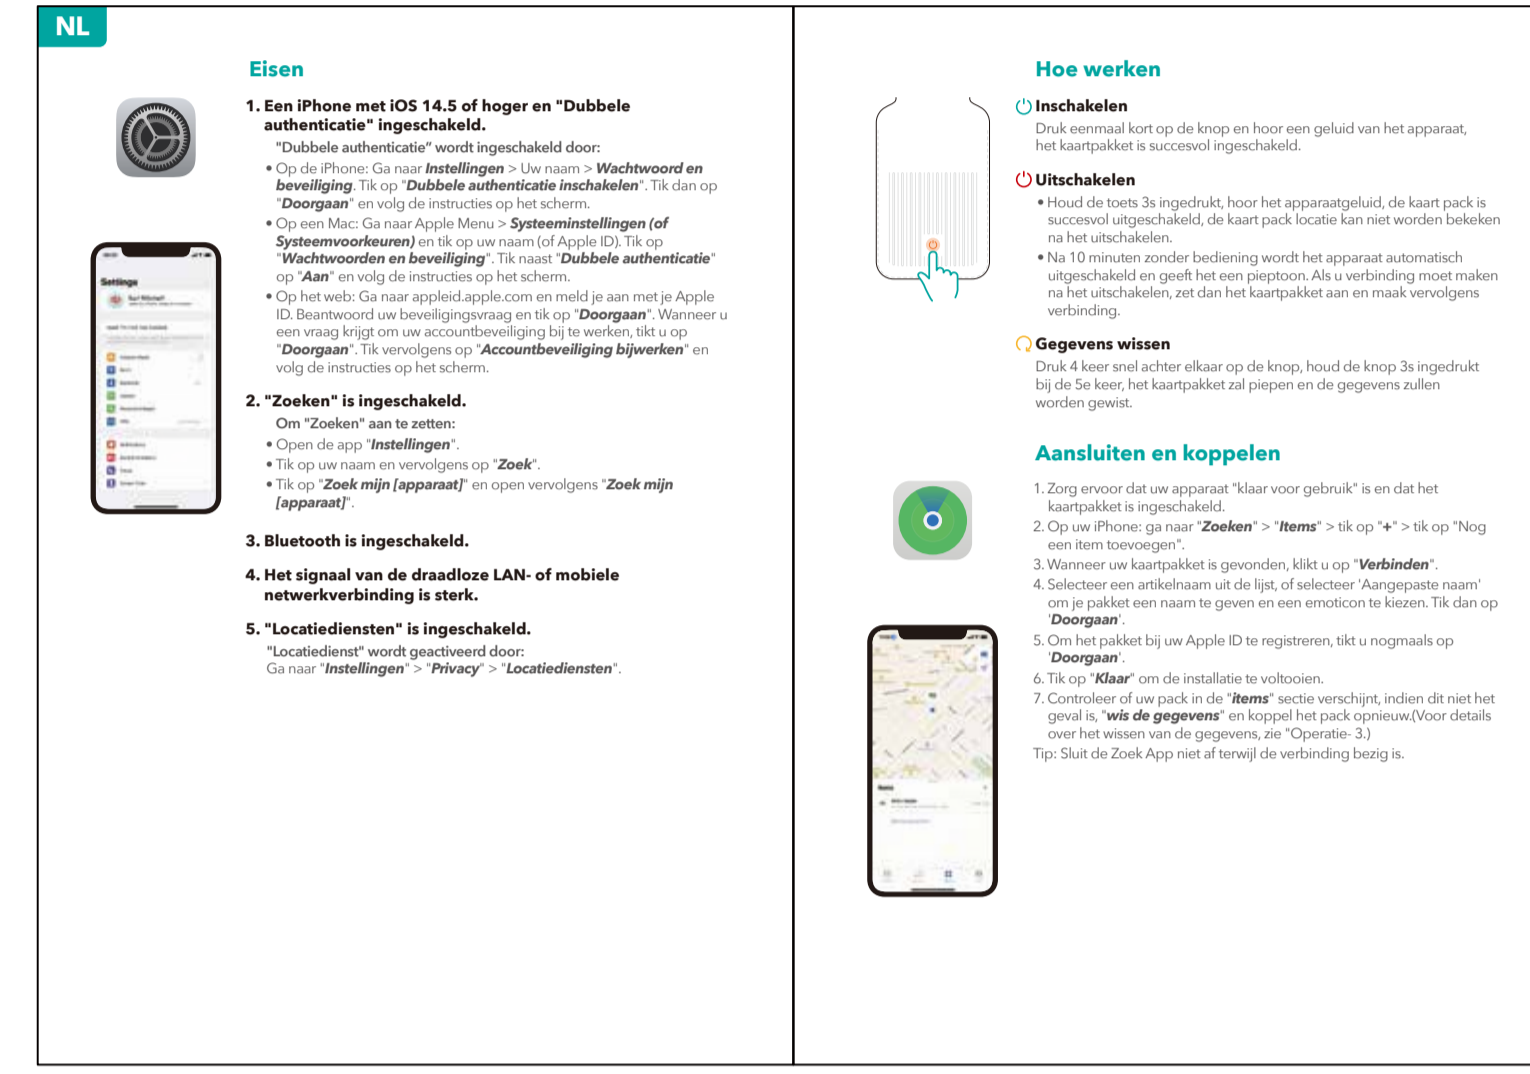 NL
Eisen
1. Een iPhone met iOS 14.5 of hoger en "Dubbele
authenticatie" ingeschakeld.
"Dubbele authenticatie” wordt ingeschakeld door:
• Op de iPhone: Ga naar Instellingen > Uw naam > Wachtwoord en
beveiliging. Tik op "Dubbele authenticatie inschakelen". Tik dan op
"Doorgaan" en volg de instructies op het scherm.
• Op een Mac: Ga naar Apple Menu > Systeeminstellingen (of
Systeemvoorkeuren) en tik op uw naam (of Apple ID). Tik op
"Wachtwoorden en beveiliging". Tik naast "Dubbele authenticatie"
op "Aan" en volg de instructies op het scherm.
• Op het web: Ga naar appleid.apple.com en meld je aan met je Apple
ID. Beantwoord uw beveiligingsvraag en tik op "Doorgaan". Wanneer u
een vraag krijgt om uw accountbeveiliging bij te werken, tikt u op
"Doorgaan". Tik vervolgens op "Accountbeveiliging bijwerken" en
volg de instructies op het scherm.
2. "Zoeken" is ingeschakeld.
Om "Zoeken" aan te zetten:
• Open de app "Instellingen".
• Tik op uw naam en vervolgens op "Zoek".
• Tik op "Zoek mijn [apparaat]" en open vervolgens "Zoek mijn
[apparaat]".
3. Bluetooth is ingeschakeld.
4. Het signaal van de draadloze LAN- of mobiele
netwerkverbinding is sterk.
5. "Locatiediensten" is ingeschakeld.
"Locatiedienst" wordt geactiveerd door:
Ga naar "Instellingen" > "Privacy" > "Locatiediensten".
Settings
Hoe werken
Inschakelen
Druk eenmaal kort op de knop en hoor een geluid van het apparaat,
het kaartpakket is succesvol ingeschakeld.
Uitschakelen
• Houd de toets 3s ingedrukt, hoor het apparaatgeluid, de kaart pack is
succesvol uitgeschakeld, de kaart pack locatie kan niet worden bekeken
na het uitschakelen.
• Na 10 minuten zonder bediening wordt het apparaat automatisch
uitgeschakeld en geeft het een pieptoon. Als u verbinding moet maken
na het uitschakelen, zet dan het kaartpakket aan en maak vervolgens
verbinding.
Gegevens wissen
Druk 4 keer snel achter elkaar op de knop, houd de knop 3s ingedrukt
bij de 5e keer, het kaartpakket zal piepen en de gegevens zullen
worden gewist.
Aansluiten en koppelen
1. Zorg ervoor dat uw apparaat "klaar voor gebruik" is en dat het
kaartpakket is ingeschakeld.
2. Op uw iPhone: ga naar "Zoeken" > "Items" > tik op "+" > tik op "Nog
een item toevoegen".
3. Wanneer uw kaartpakket is gevonden, klikt u op "Verbinden".
4. Selecteer een artikelnaam uit de lijst, of selecteer 'Aangepaste naam'
om je pakket een naam te geven en een emoticon te kiezen. Tik dan op
'Doorgaan'.
5. Om het pakket bij uw Apple ID te registreren, tikt u nogmaals op
'Doorgaan'.
6. Tik op "Klaar" om de installatie te voltooien.
7. Controleer of uw pack in de "items" sectie verschijnt, indien dit niet het
geval is, "wis de gegevens" en koppel het pack opnieuw.(Voor details
over het wissen van de gegevens, zie "Operatie- 3.)
Tip: Sluit de Zoek App niet af terwijl de verbinding bezig is.